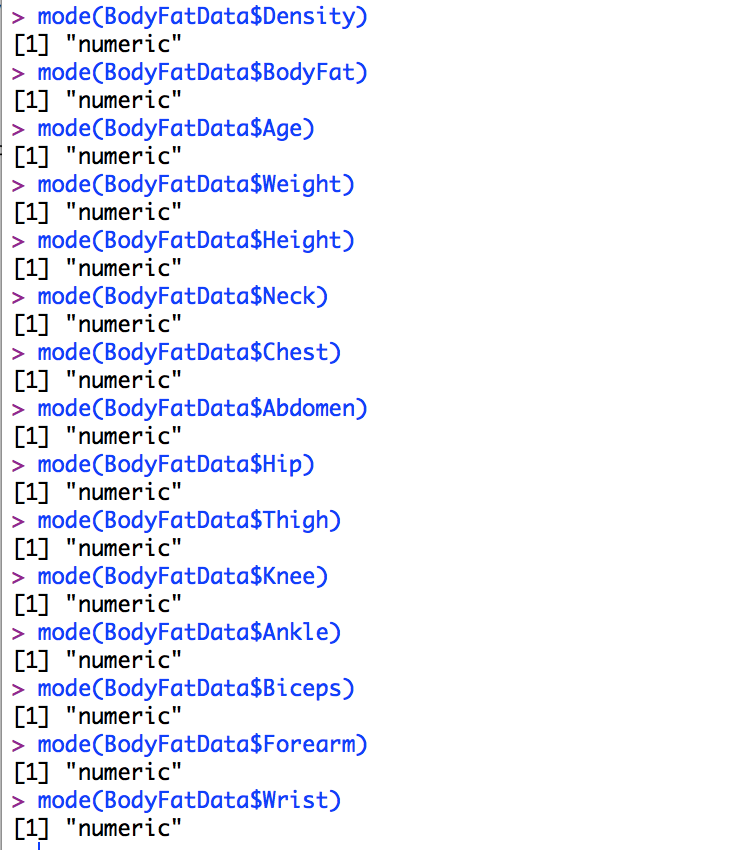 > mode(BodyFatData$Density)
[1] "numeric"
> mode(BodyFatData$BodyFat)
[1] "numeric"
> mode(BodyFatData$Age)
[1] "numeric"
> mode(BodyFatData$Weight)
[1] "numeric"
> mode(BodyFatData$Height)
[1] "numeric"
> mode(BodyFatData$Neck)
[1] "numeric"
> mode(BodyFatData$Chest)
[1] "numeric"
> mode(BodyFatData$Abdomen)
[1] "numeric"
> mode(BodyFatData$Hip)
[1] "numeric"
> mode(BodyFatData$Thigh)
[1] "numeric"
> mode(BodyFatData$Knee)
[1] "numeric"
> mode(BodyFatData$Ankle)
[1] "numeric"
> mode(BodyFatData$Biceps)
[1] "numeric"
> mode(BodyFatData$Forearm)
[1] "numeric"
> mode(BodyFatData$Wrist)
[1] "numeric"